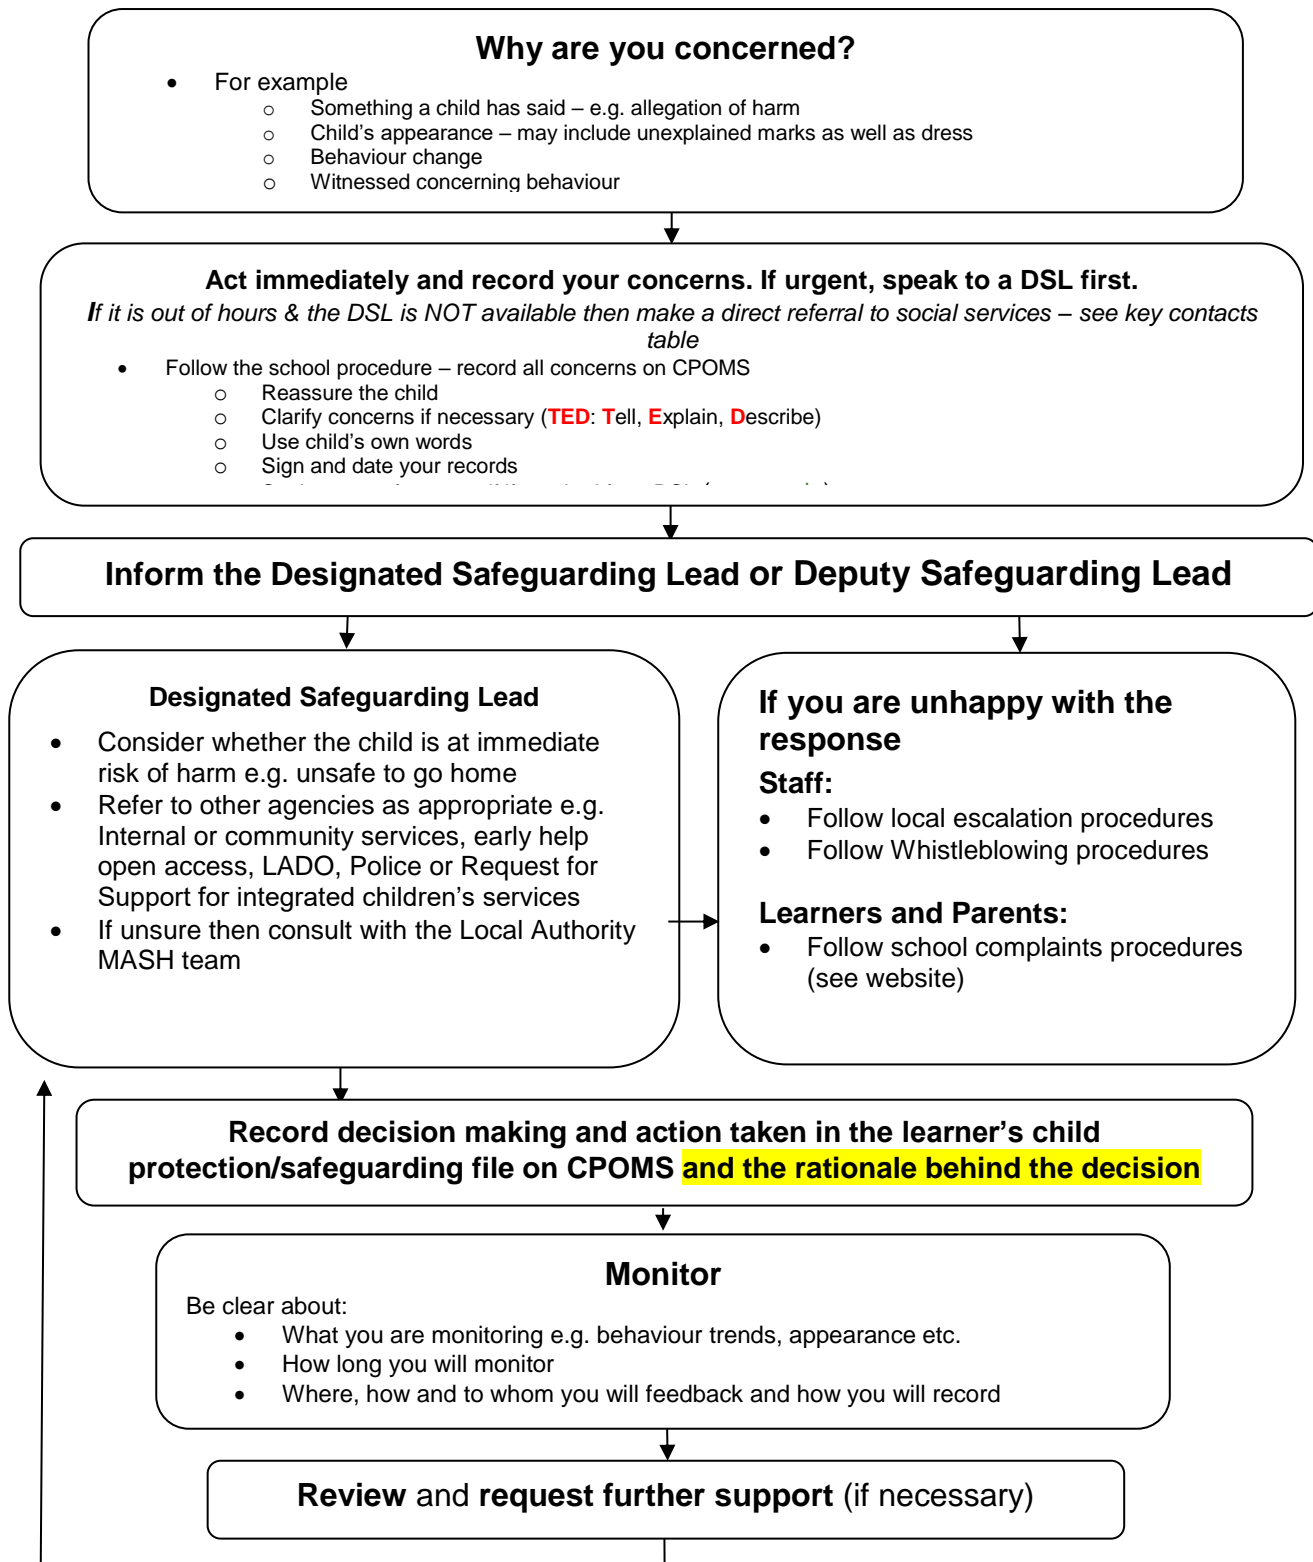 Why are you concerned?
• For example
o Something a child has said – e.g. allegation of harm
o Child's appearance – may include unexplained marks as well as dress
o Behaviour change
o Witnessed concerning behaviour
Act immediately and record your concerns. If urgent, speak to a DSL first.
If it is out of hours & the DSL is NOT available then make a direct referral to social services – see key contacts
table
• Follow the school procedure – record all concerns on CPOMS
o Reassure the child
o Clarify concerns if necessary (TED: Tell, Explain, Describe)
o Use child's own words
o Sign and date your records
Inform the Designated Safeguarding Lead or Deputy Safeguarding Lead
Designated Safeguarding Lead
• Consider whether the child is at immediate
risk of harm e.g. unsafe to go home
• Refer to other agencies as appropriate e.g.
Internal or community services, early help
open access, LADO, Police or Request for
Support for integrated children's services
• If unsure then consult with the Local Authority
MASH team
If you are unhappy with the
response
Staff:
• Follow local escalation procedures
• Follow Whistleblowing procedures
Learners and Parents:
• Follow school complaints procedures
(see website)
Record decision making and action taken in the learner's child
protection/safeguarding file on CPOMS and the rationale behind the decision
Monitor
Be clear about:
• What you are monitoring e.g. behaviour trends, appearance etc.
• How long you will monitor
• Where, how and to whom you will feedback and how you will record
Review and request further support (if necessary)